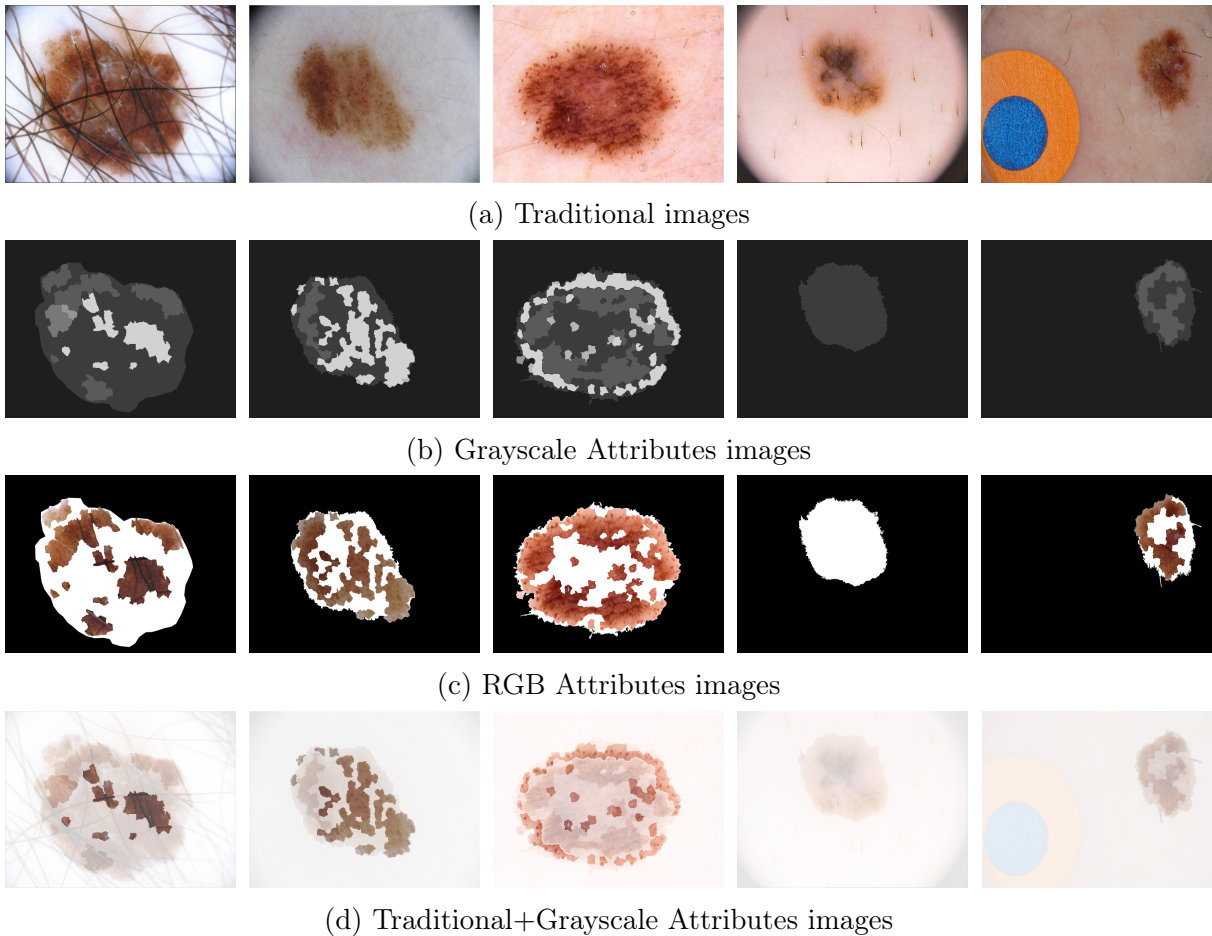 (a) Traditional images
(b) Grayscale Attributes images
(c) RGB Attributes images
(d) Traditional+Grayscale Attributes images